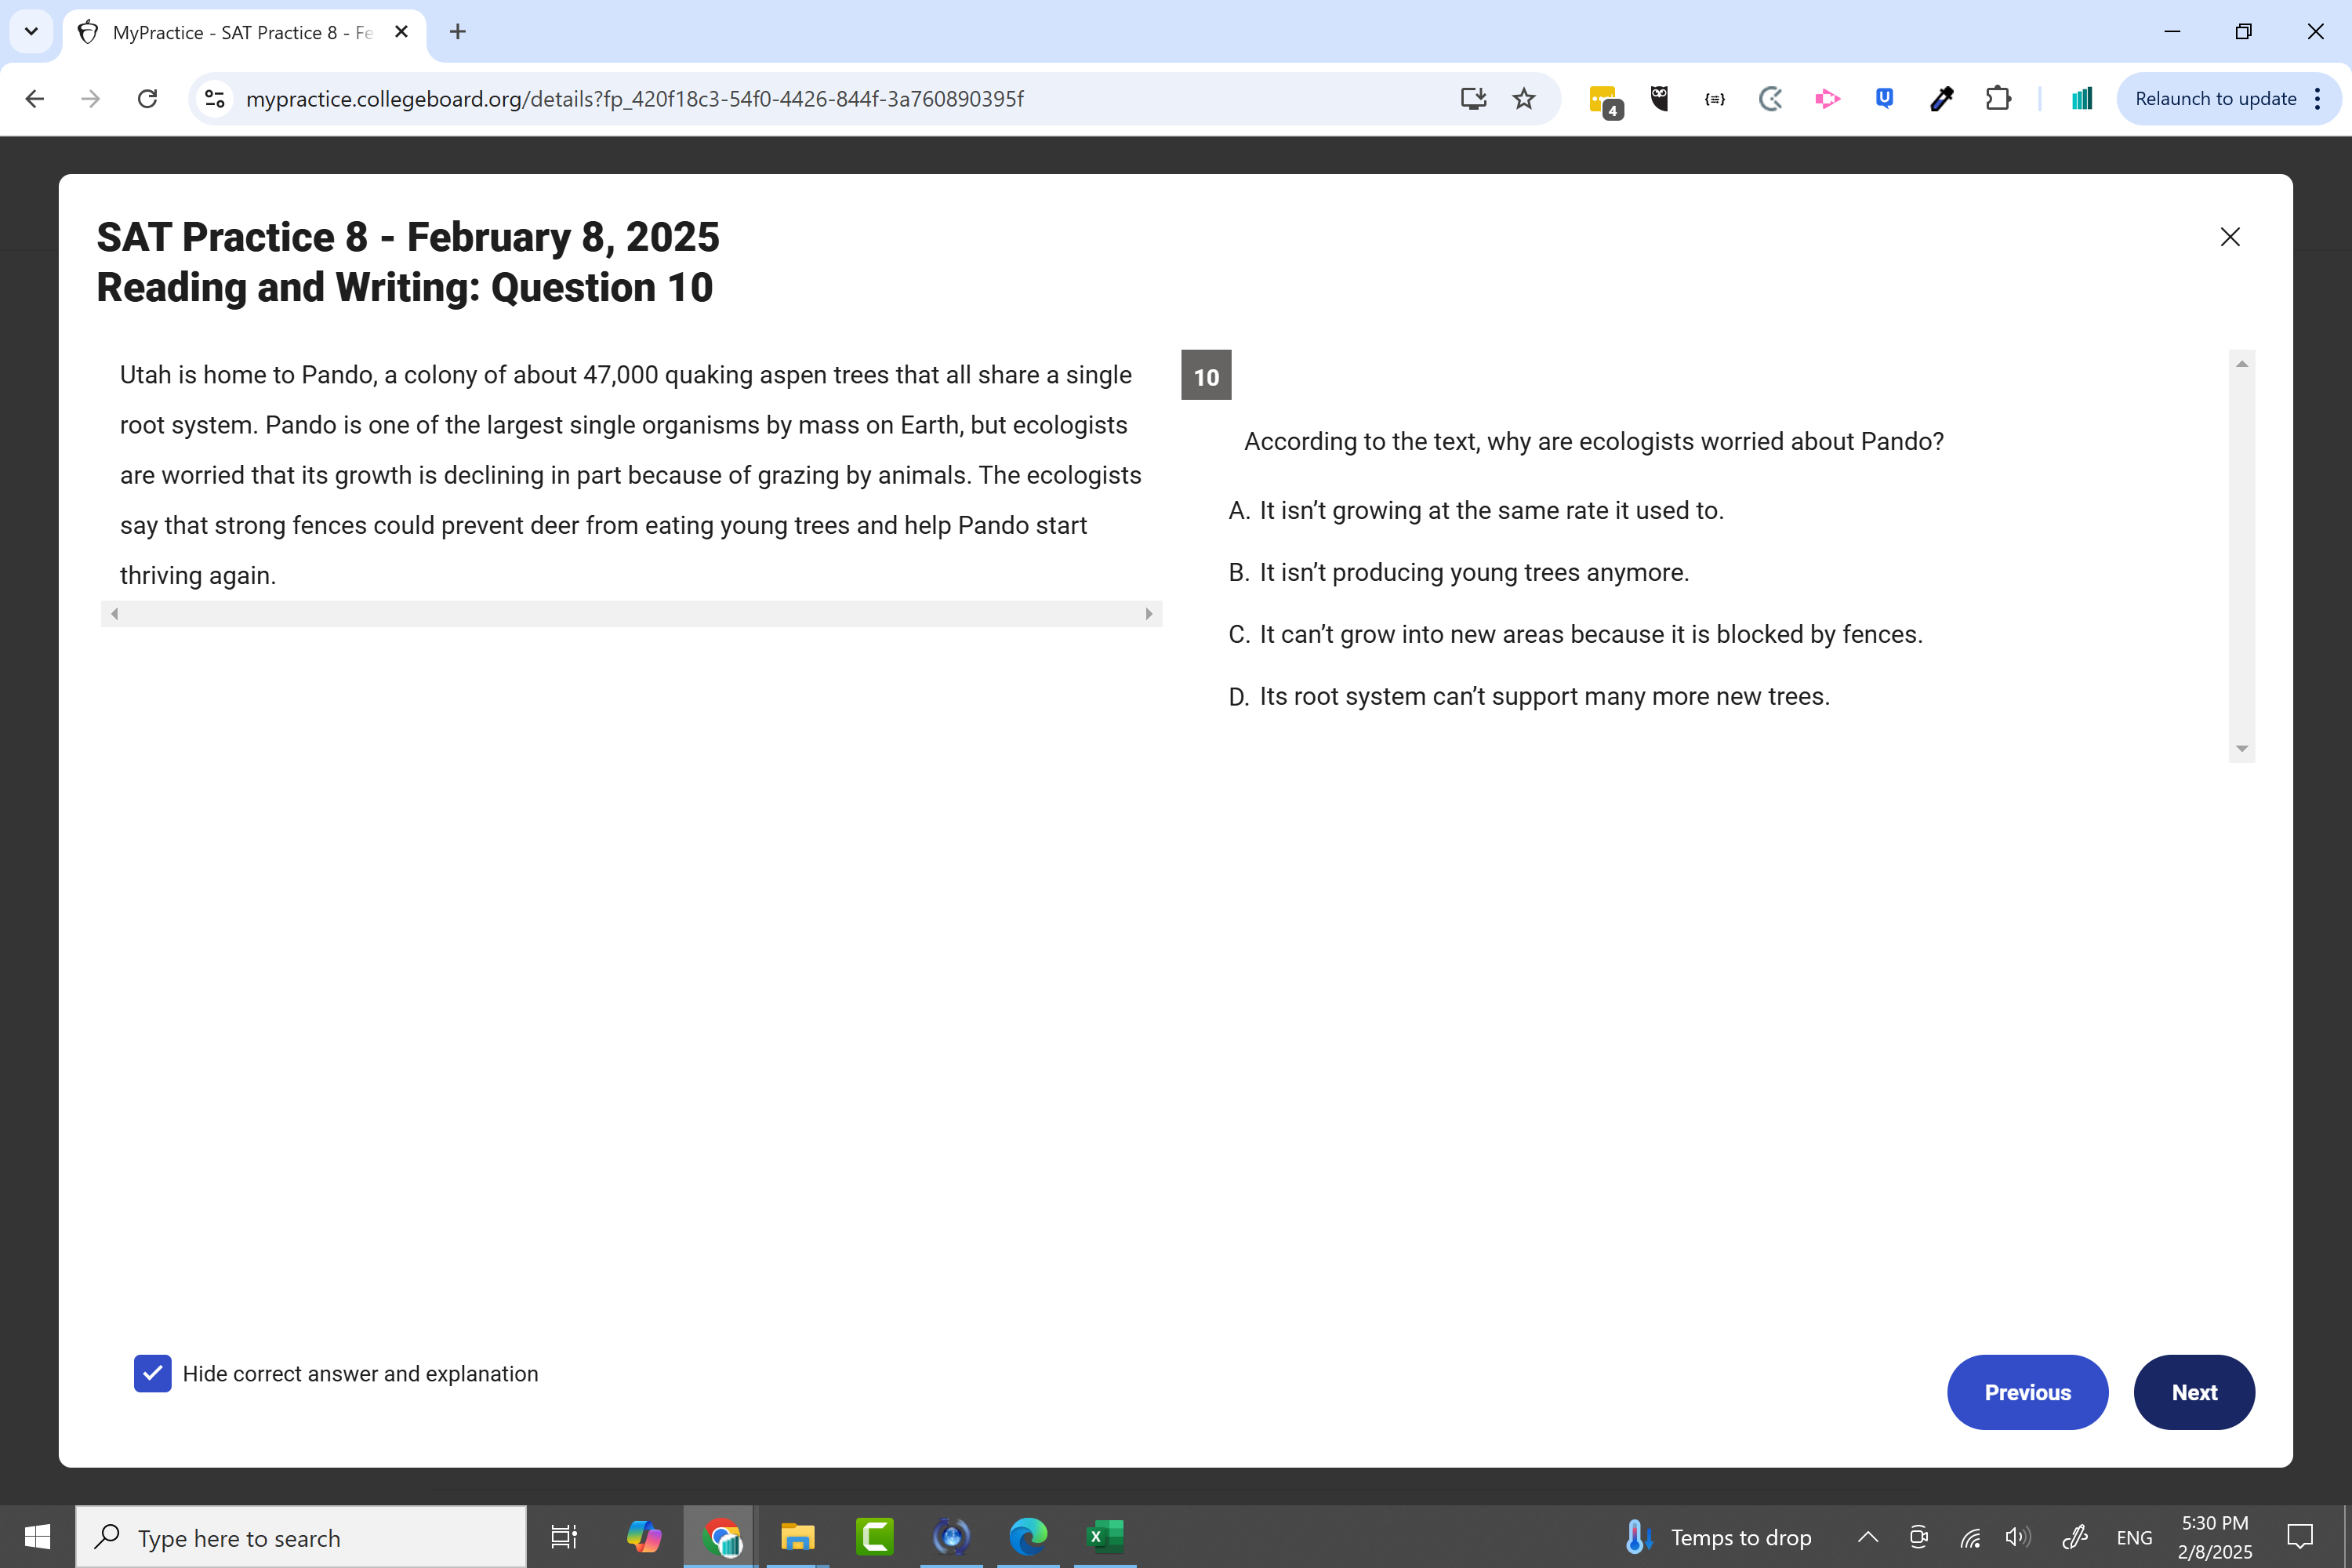 MyPractice - SAT Practice 8 - Fe
mypractice.collegeboard.org/details?fp_420f18c3-54f0-4426-844f-3a760890395f
4
Relaunch to update
SAT Practice 8 - February 8, 2025
Reading and Writing: Question 10
Utah is home to Pando, a colony of about 47,000 quaking aspen trees that all share a single
root system. Pando is one of the largest single organisms by mass on Earth, but ecologists
are worried that its growth is declining in part because of grazing by animals. The ecologists
say that strong fences could prevent deer from eating young trees and help Pando start
thriving again.
10
According to the text, why are ecologists worried about Pando?
A. It isn’t growing at the same rate it used to.
B. It isn’t producing young trees anymore.
C. It can’t grow into new areas because it is blocked by fences.
D. Its root system can’t support many more new trees.
Hide correct answer and explanation
Previous
Next
Type here to search
Temps to drop
ENG
5:30 PM
2/8/2025